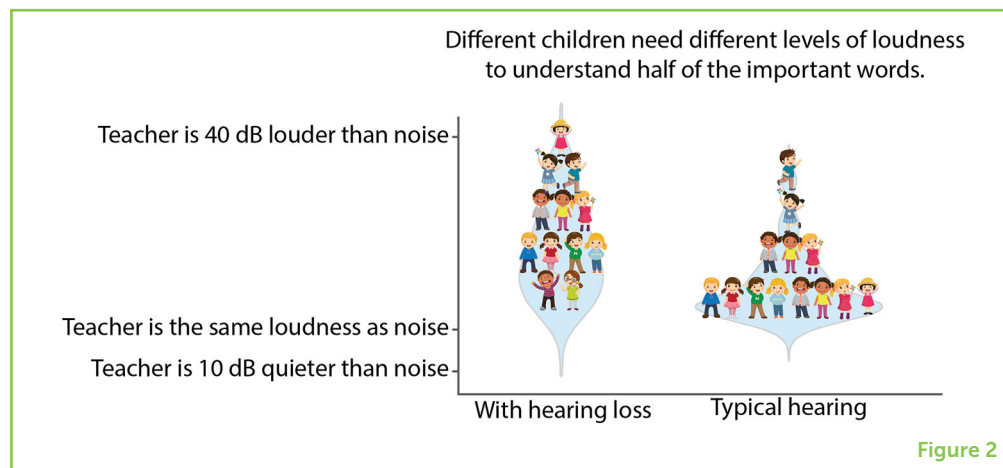 Different children need different levels of loudness
to understand half of the important words.
Teacher is 40 dB louder than noise
Teacher is the same loudness as noise
Teacher is 10 dB quieter than noise
With hearing loss
Typical hearing
Figure 2